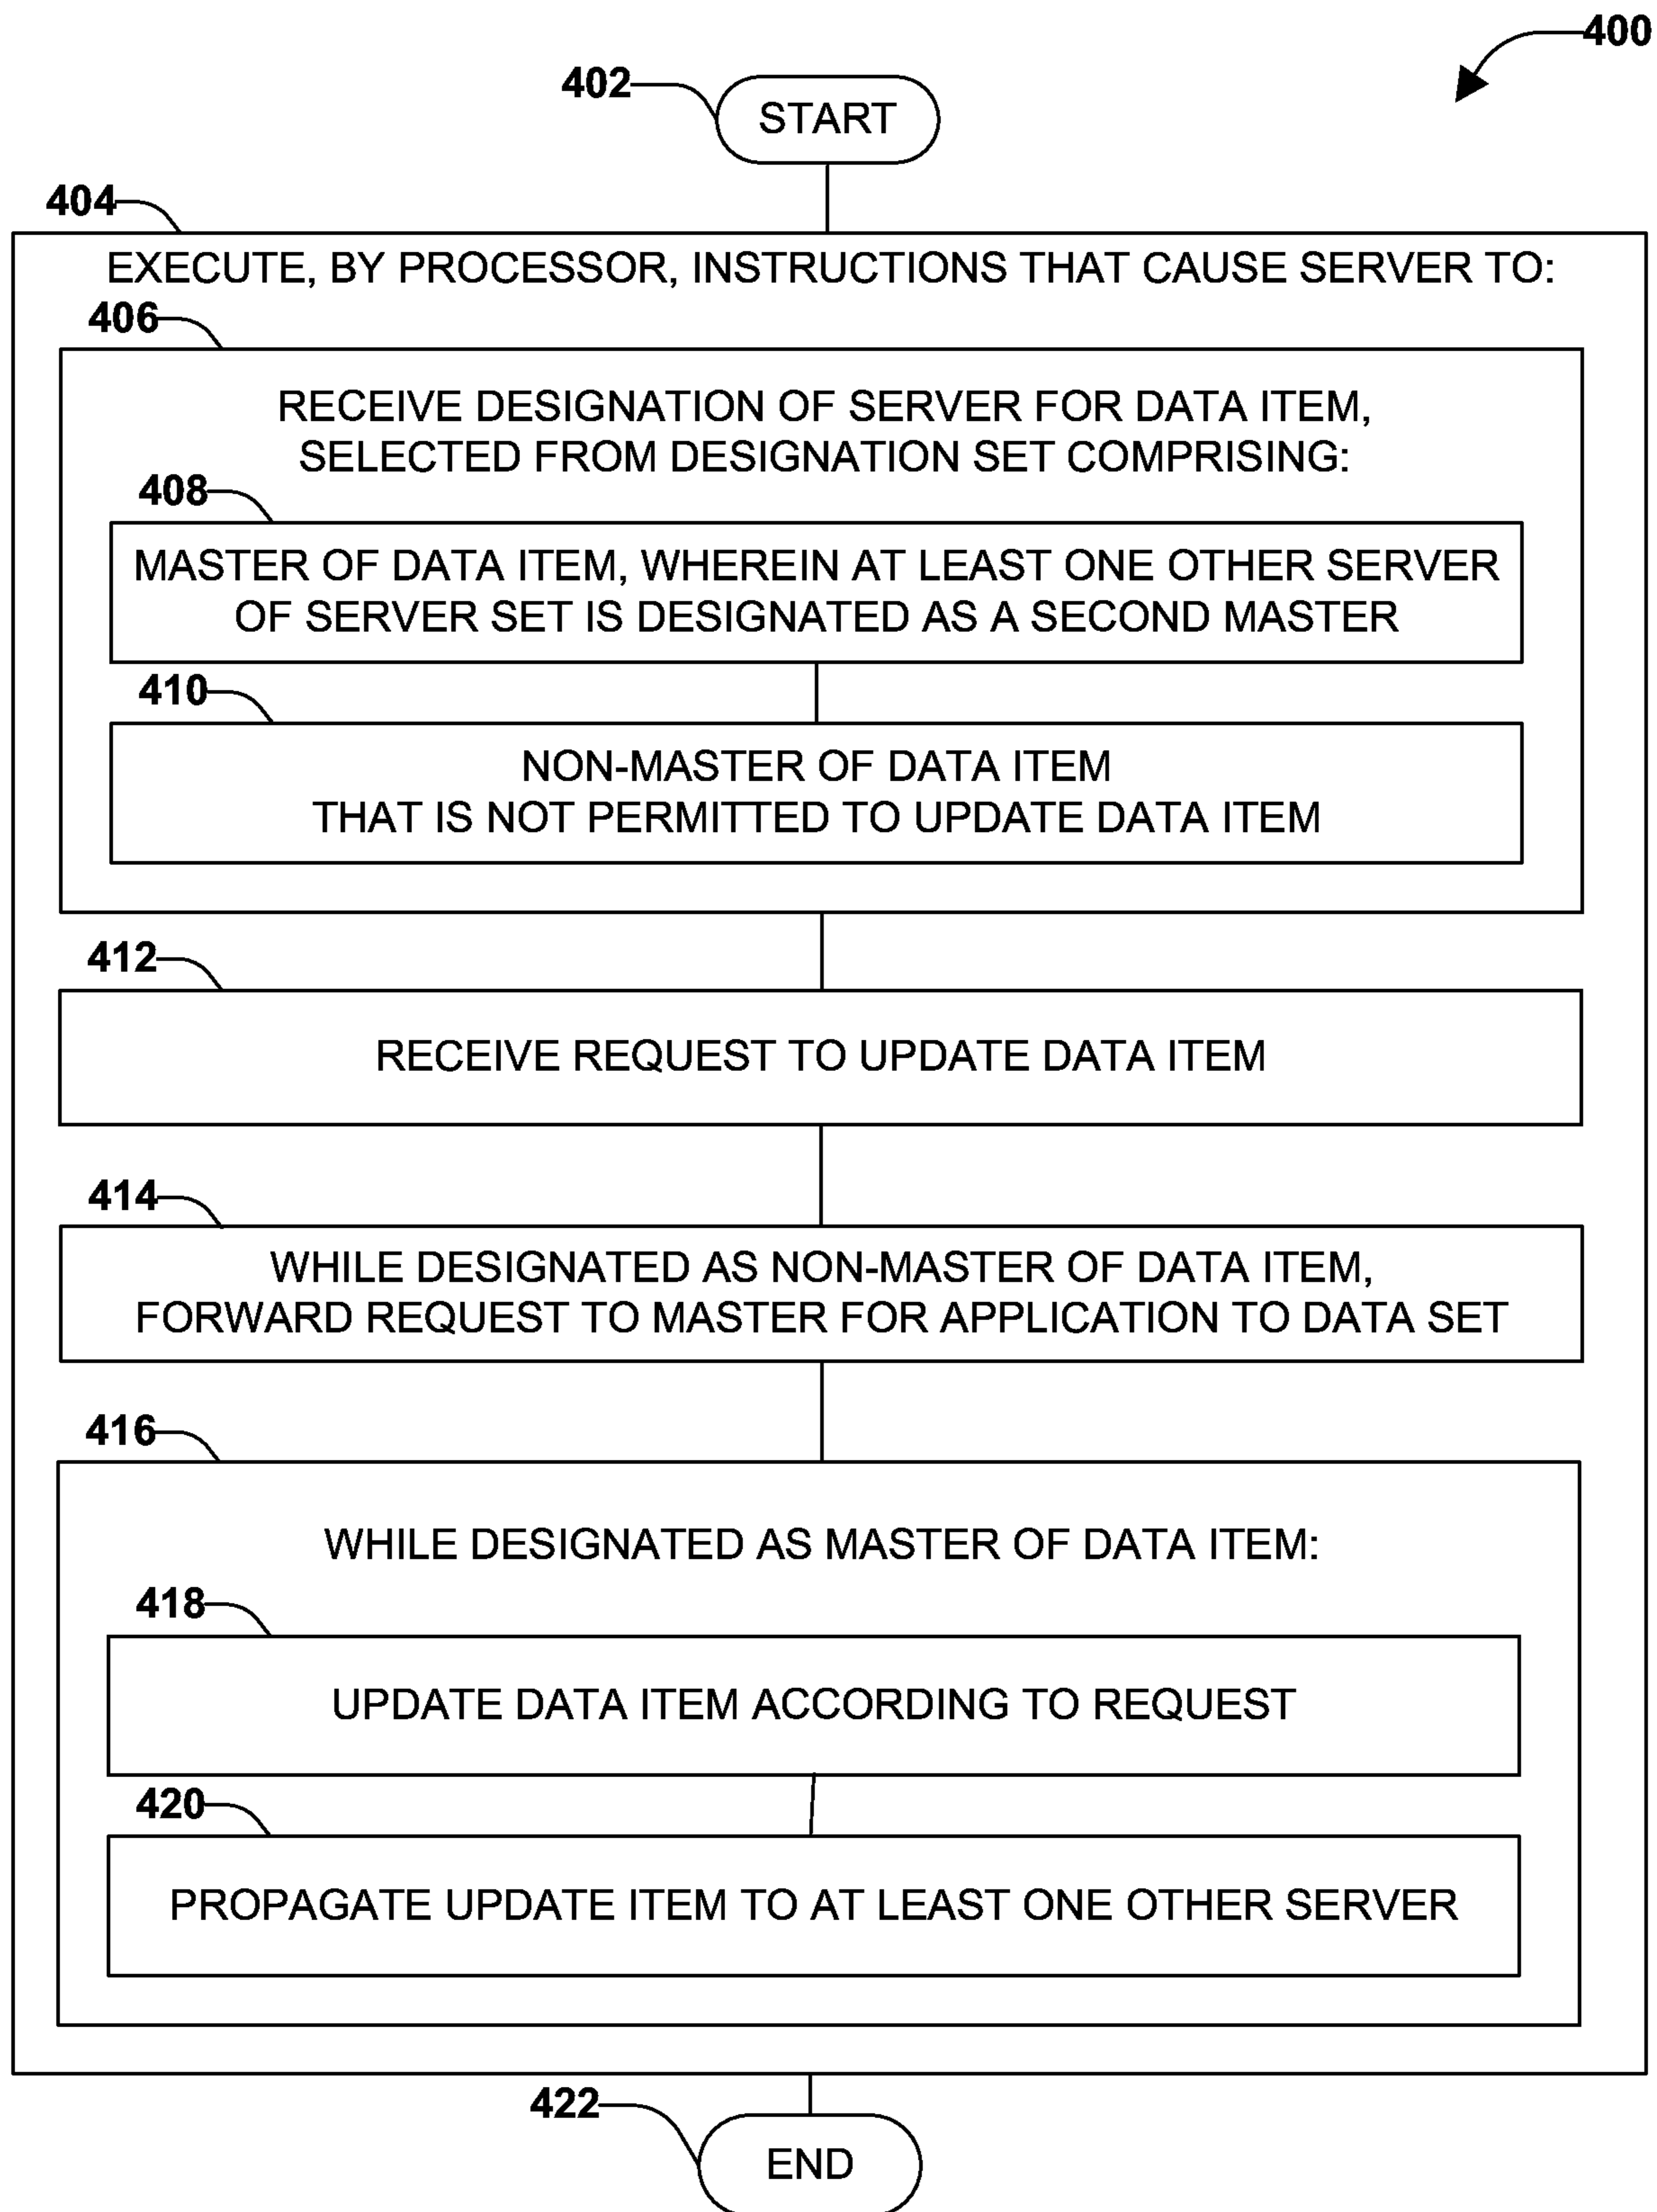 400
402
START
404
EXECUTE, BY PROCESSOR, INSTRUCTIONS THAT CAUSE SERVER TO:
406
RECEIVE DESIGNATION OF SERVER FOR DATA ITEM,
SELECTED FROM DESIGNATION SET COMPRISING:
408
MASTER OF DATA ITEM, WHEREIN AT LEAST ONE OTHER SERVER
OF SERVER SET IS DESIGNATED AS A SECOND MASTER
410
NON-MASTER OF DATA ITEM
THAT IS NOT PERMITTED TO UPDATE DATA ITEM
412
RECEIVE REQUEST TO UPDATE DATA ITEM
414
WHILE DESIGNATED AS NON-MASTER OF DATA ITEM,
FORWARD REQUEST TO MASTER FOR APPLICATION TO DATA SET
416
WHILE DESIGNATED AS MASTER OF DATA ITEM:
418
UPDATE DATA ITEM ACCORDING TO REQUEST
420
PROPAGATE UPDATE ITEM TO AT LEAST ONE OTHER SERVER
422
END